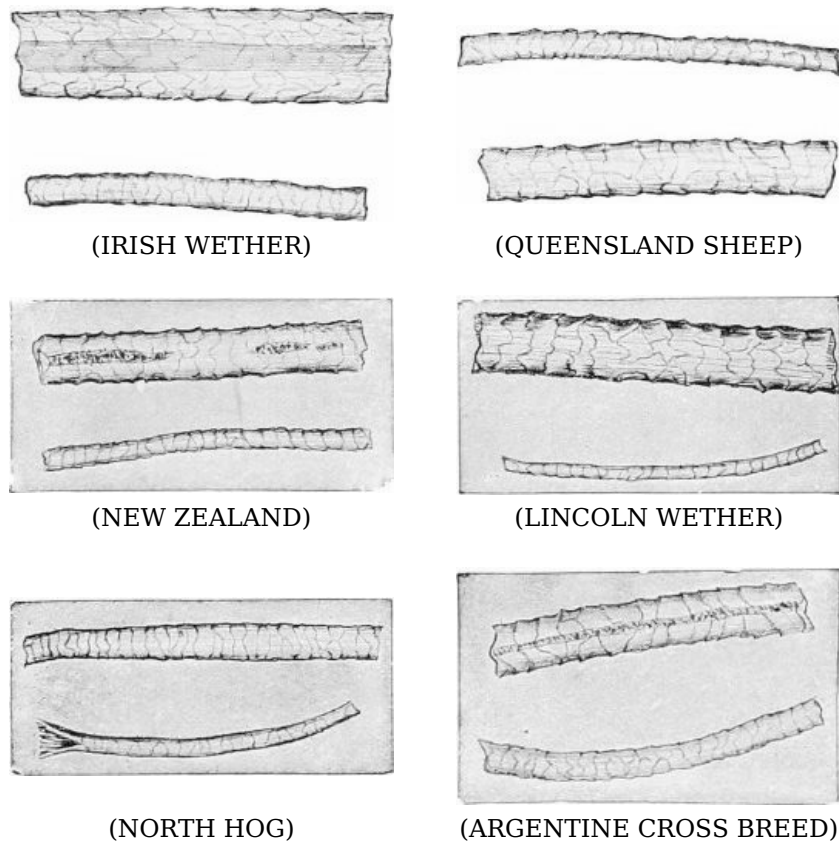 (IRISH WETHER)
(QUEENSLAND SHEEP)
(NEW ZEALAND)
(LINCOLN WETHER)
(NORTH HOG)
(ARGENTINE CROSS BREED)